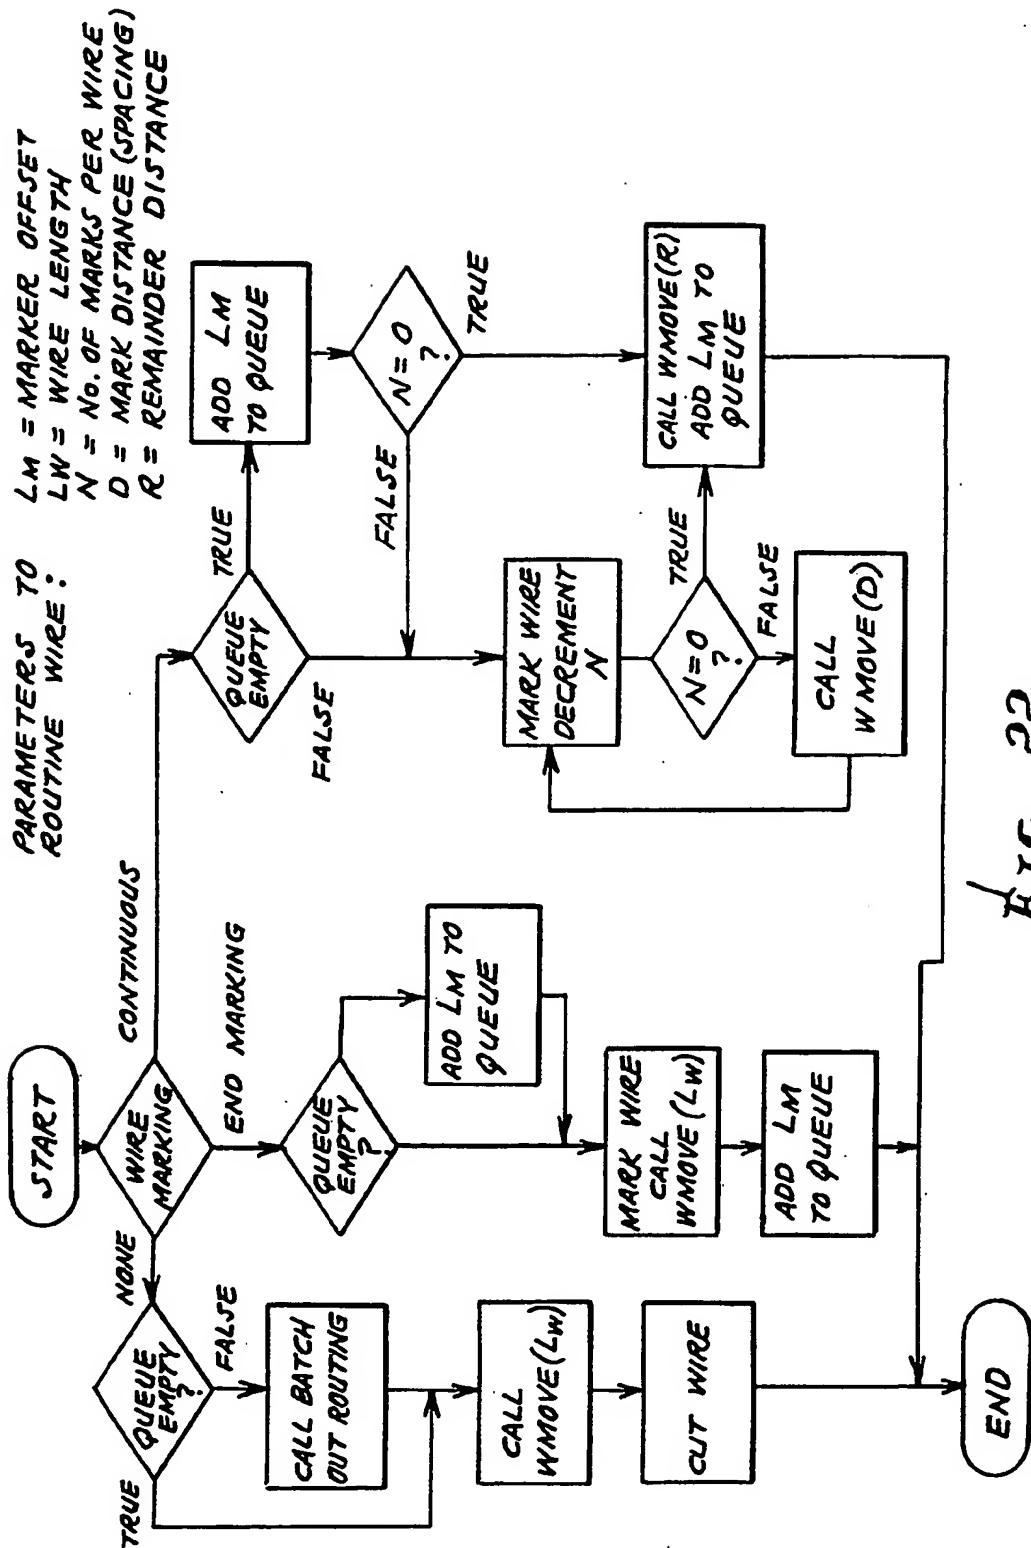 PARAMETERS TO
ROUTINE WIRE:
LM = MARKER OFFSET
LW = WIRE LENGTH
N = No. OF MARKS PER WIRE
D = MARK DISTANCE (SPACING)
R = REMAINDER DISTANCE
START
WIRE
MARKING
NONE
END MARKING
CONTINUOUS
QUEUE
EMPTY
?
TRUE
FALSE
CALL BATCH
OUT ROUTING
CALL
WMOVE(LW)
CUT WIRE
END
QUEUE
EMPTY?
ADD LM TO
QUEUE
MARK WIRE
CALL
WMOVE(LW)
ADD LM
TO QUEUE
QUEUE
EMPTY
TRUE
FALSE
ADD LM
TO QUEUE
N=0
?
FALSE
TRUE
MARK WIRE
DECREMENT
N
N=0
?
TRUE
FALSE
CALL
WMOVE(D)
CALL WMOVE(R)
ADD LM TO
QUEUE